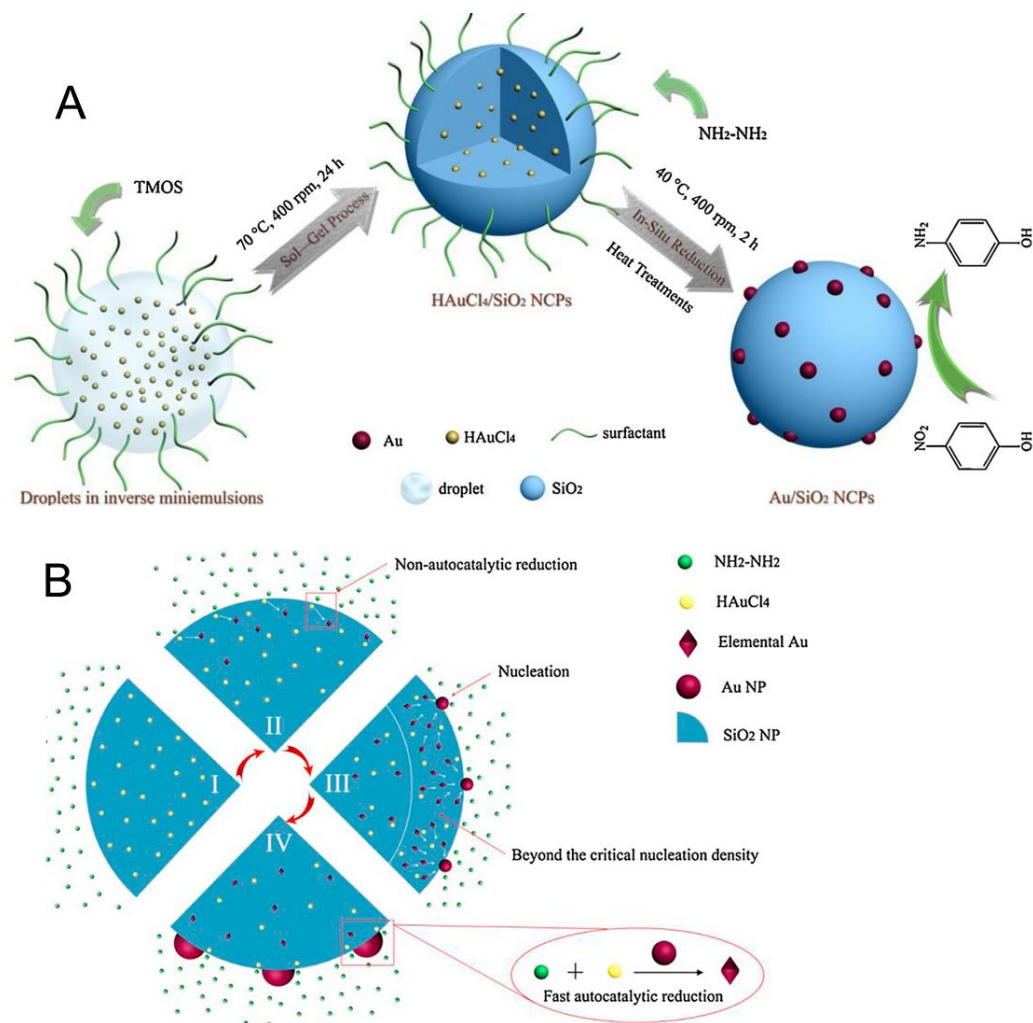 A
TMOS
70 °C, 400 rpm, 24 h
Sol—Gel Process
HAuCl₄/SiO₂ NCPs
NH₂-NH₂
40 °C, 400 rpm, 2 h
In-Situ Reduction
Heat Treatments
NH₂
OH
NO₂
OH
Au
HAuCl₄
surfactant
droplet
SiO₂
Droplets in inverse miniemulsions
Au/SiO₂ NCPs
B
Non-autocatalytic reduction
Nucleation
I
II
III
IV
Beyond the critical nucleation density
NH₂-NH₂
HAuCl₄
Elemental Au
Au NP
SiO₂ NP
+
Fast autocatalytic reduction